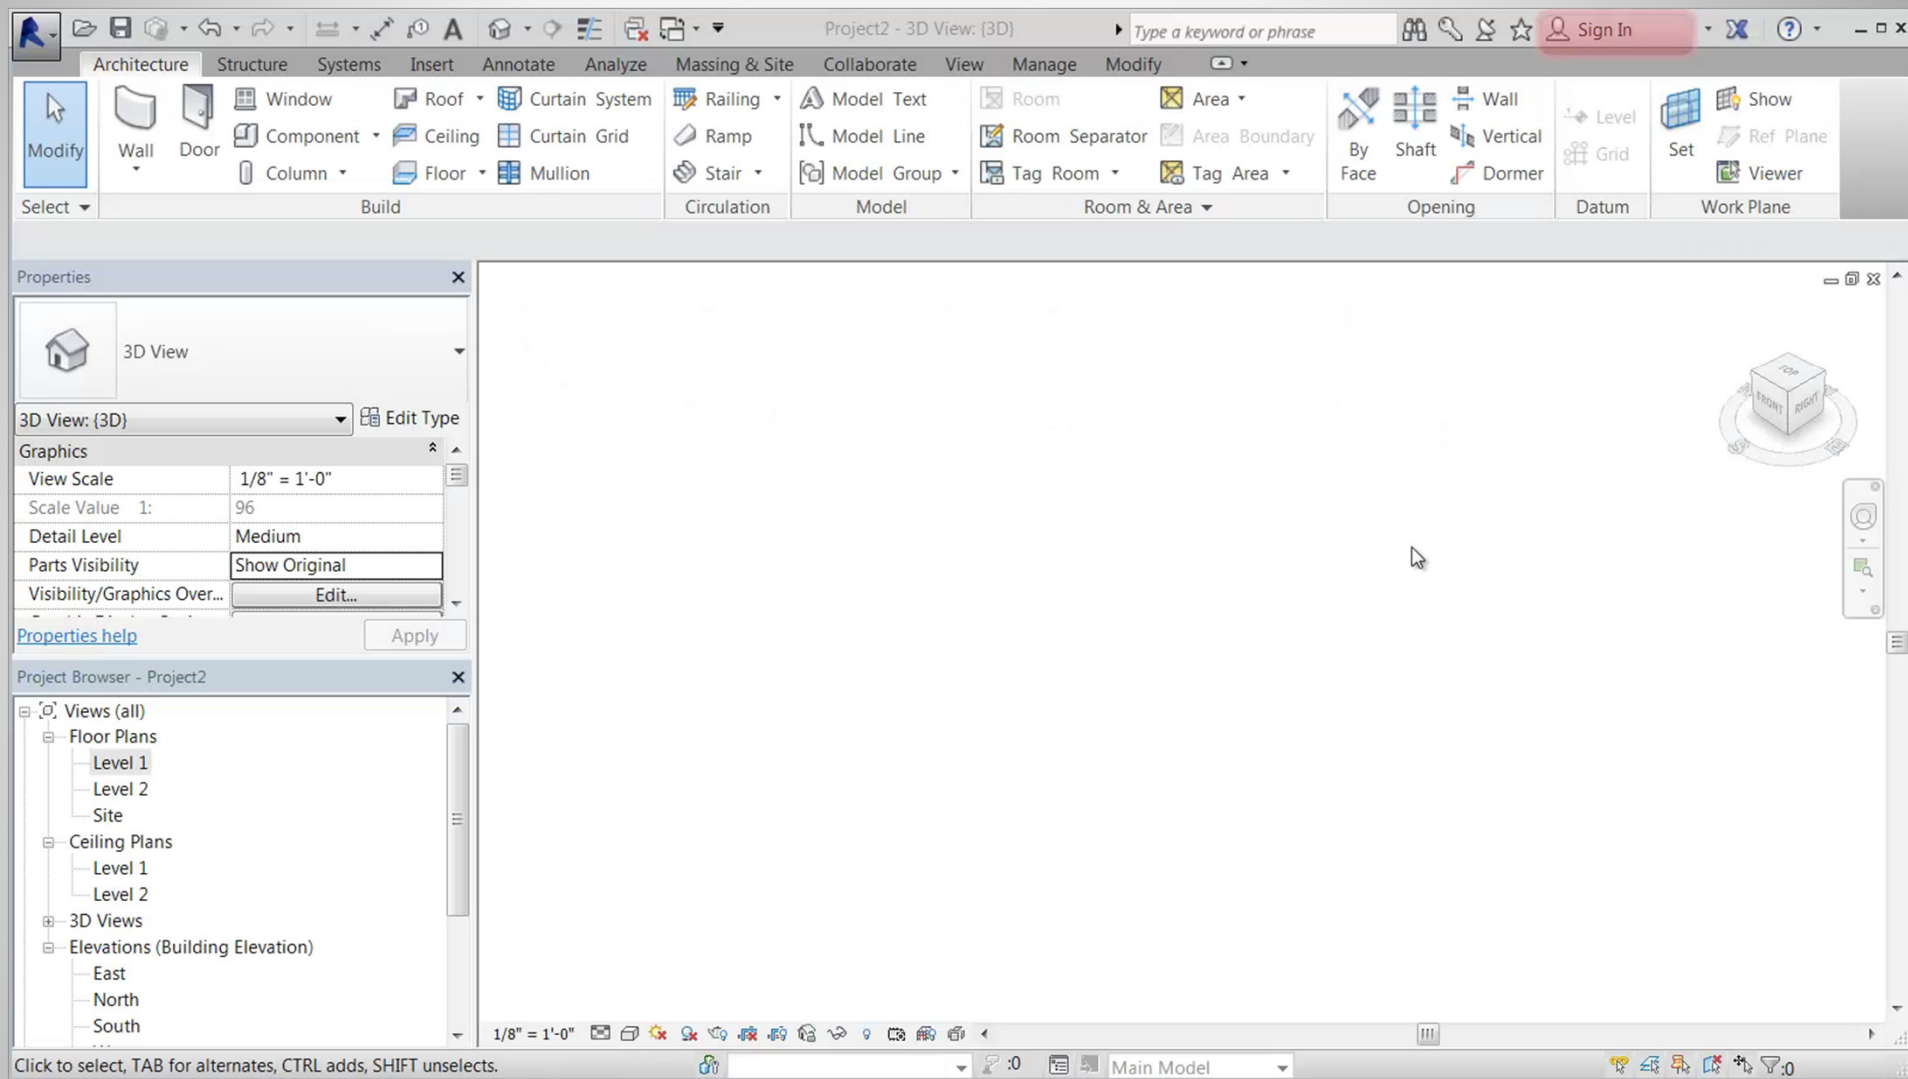 Project2 - 3D View: {3D}
Type a keyword or phrase
Sign In
Architecture Structure Systems Insert Annotate Analyze Massing & Site Collaborate View Manage Modify
Modify
Wall
Door
Window
Component
Column
Roof
Ceiling
Floor
Curtain System
Curtain Grid
Mullion
Railing
Ramp
Stair
Model Text
Model Line
Model Group
Room
Room Separator
Tag Room
Area
Area Boundary
Tag Area
By
Face
Shaft
Wall
Vertical
Dormer
Level
Grid
Set
Show
Ref Plane
Viewer
Select
Build
Circulation
Model
Room & Area
Opening
Datum
Work Plane
Properties
3D View
3D View: {3D}
Edit Type
Graphics
View Scale 1/8" = 1'-0"
Scale Value 1: 96
Detail Level Medium
Parts Visibility Show Original
Visibility/Graphics Over... Edit...
Properties help
Apply
TOP
FRONT
RIGHT
Project Browser - Project2
Views (all)
Floor Plans
Level 1
Level 2
Site
Ceiling Plans
Level 1
Level 2
3D Views
Elevations (Building Elevation)
East
North
South
1/8" = 1'-0"
Click to select, TAB for alternates, CTRL adds, SHIFT unselects.
:0
Main Model
:0